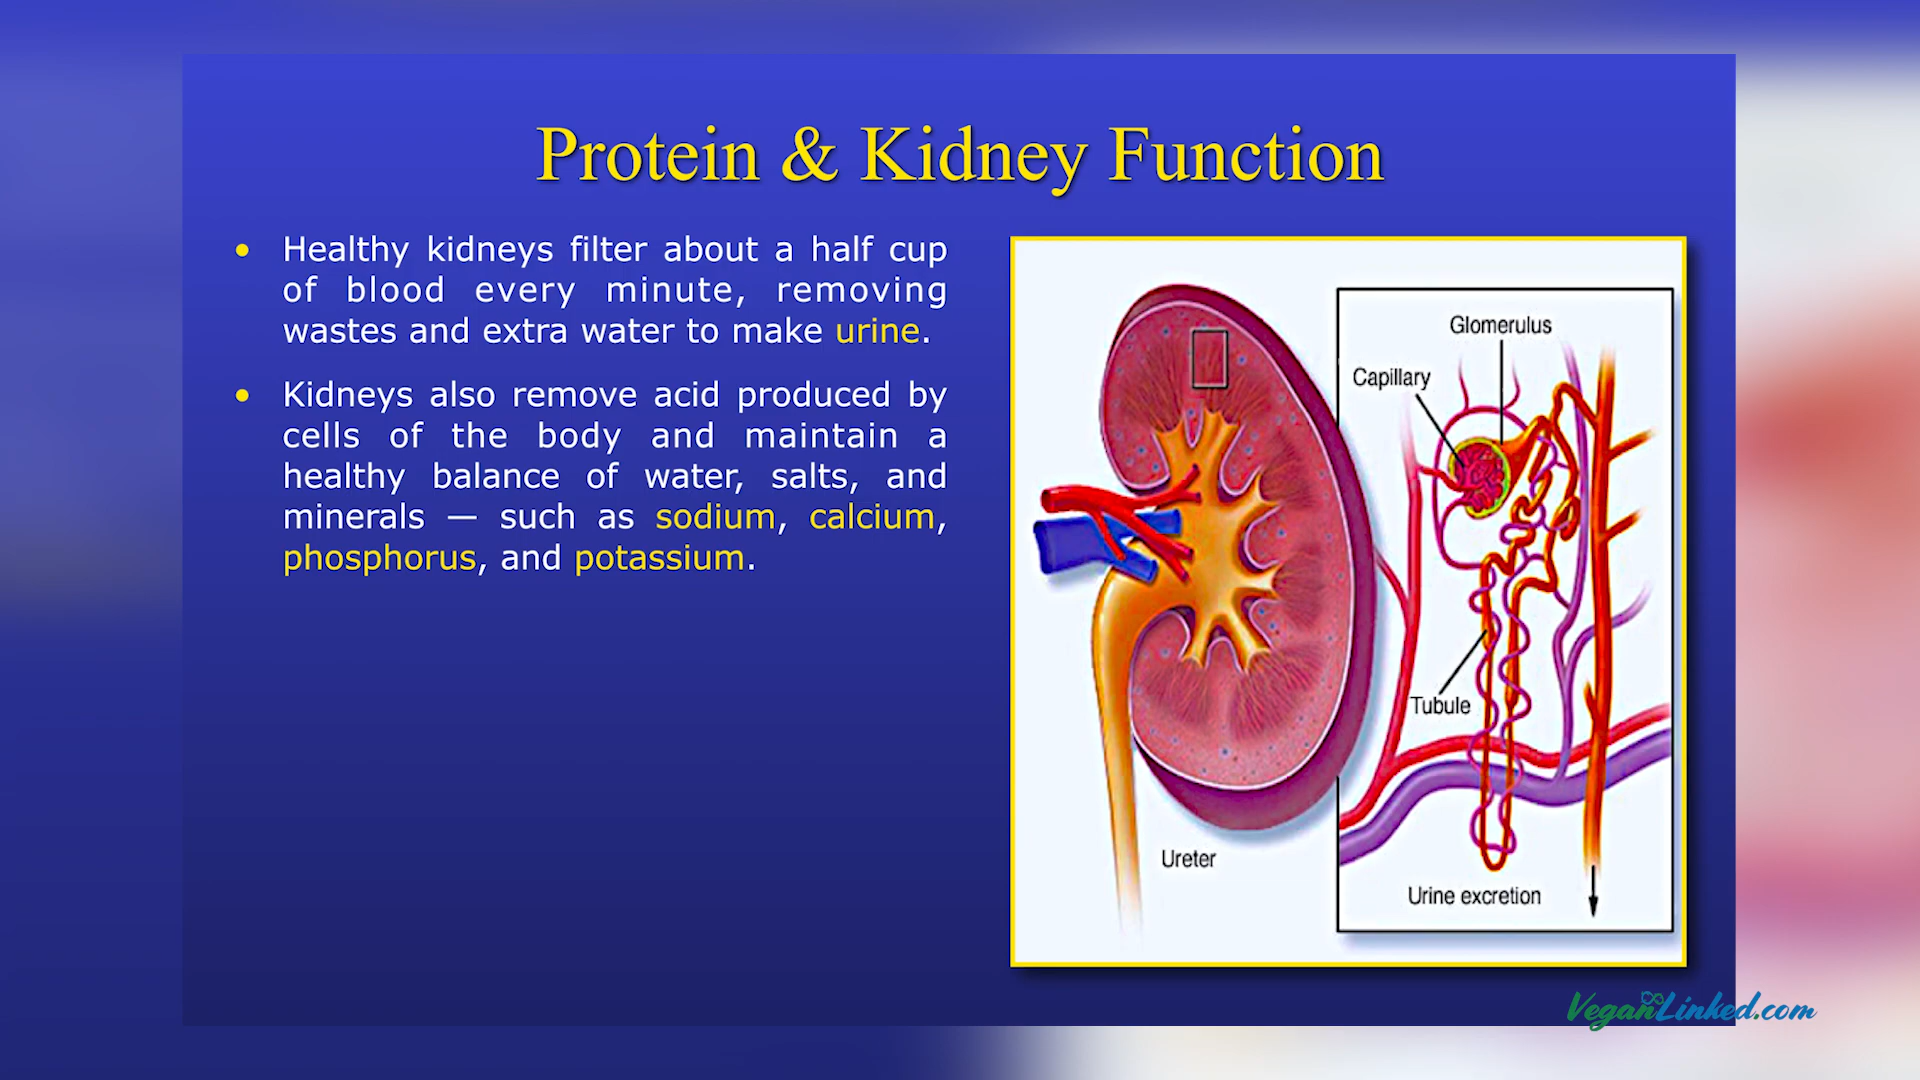 Protein & Kidney Function
• Healthy kidneys filter about a half cup
of blood every minute, removing
wastes and extra water to make urine.
• Kidneys also remove acid produced by
cells of the body and maintain a
healthy balance of water, salts, and
minerals — such as sodium, calcium,
phosphorus, and potassium.
Glomerulus
Capillary
Tubule
Ureter
Urine excretion
VeganLinked.com